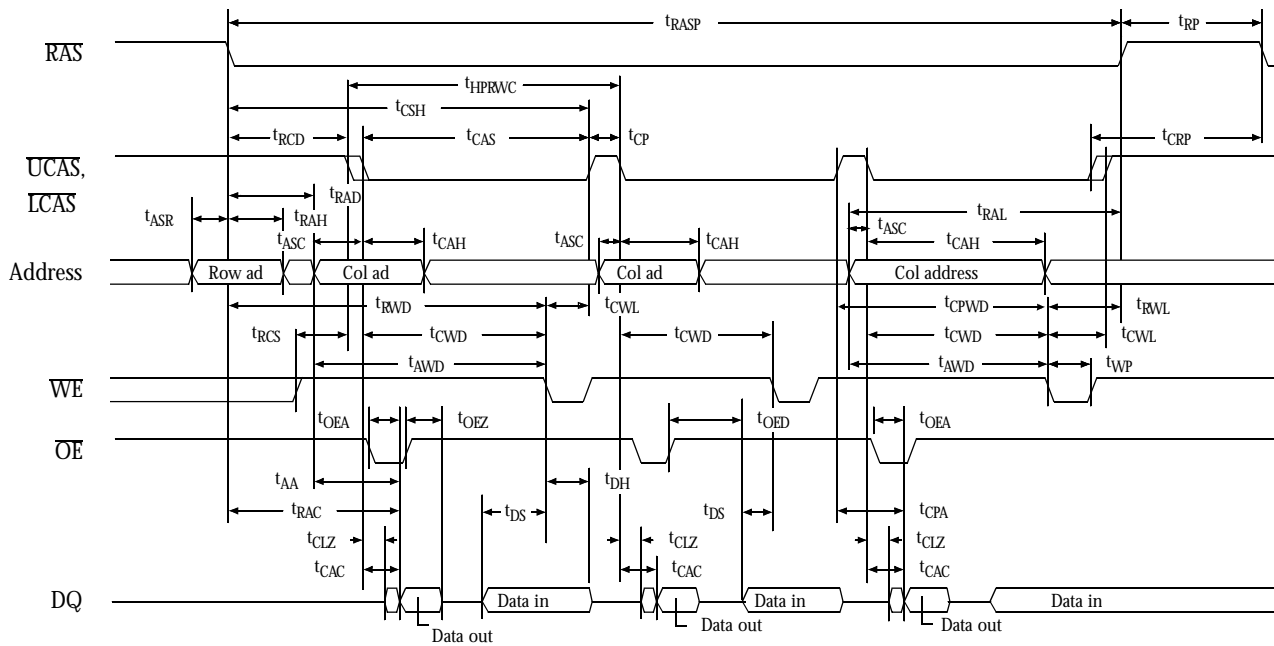 tRASP tRP
RAS
tHPRWC
tCSH
tRCD tCAS tCP tCRP
UCAS,
LCAS
tRAD
tASR tRAH tRAL
tASC tCAH tASC tCAH tASC tCAH
Address Row ad Col ad Col ad Col address
tRWD tCWL tCPWD tRWL
tRCS tCWD tCWD tCWD tCWL
tAWD tAWD tWP
WE
tOEA tOEZ tOED tOEA
OE
tAA tDH
tRAC tDS tDS tCPA
tCLZ tCLZ tCLZ
tCAC tCAC tCAC
DQ Data in Data in Data in
Data out Data out Data out